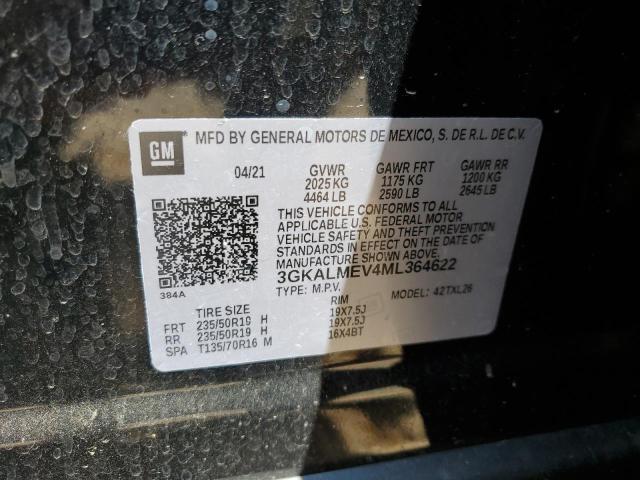 GM
MFD BY GENERAL MOTORS DE MEXICO, S. DE R.L. DE C.V.
04/21 GVWR GAWR FRT GAWR RR
2025 KG 1175 KG 1200 KG
4464 LB 2590 LB 2645 LB
THIS VEHICLE CONFORMS TO ALL
APPLICABLE U.S. FEDERAL MOTOR
VEHICLE SAFETY AND THEFT PREVENTION
STANDARDS IN EFFECT ON THE DATE OF
MANUFACTURE SHOWN ABOVE.
3GKALMEV4ML364622
384A
TYPE: M.P.V. MODEL: 42TXL26
TIRE SIZE RIM
FRT 235/50R19 H 19X7.5J
RR 235/50R19 H 19X7.5J
SPA T135/70R16 M 16X4BT